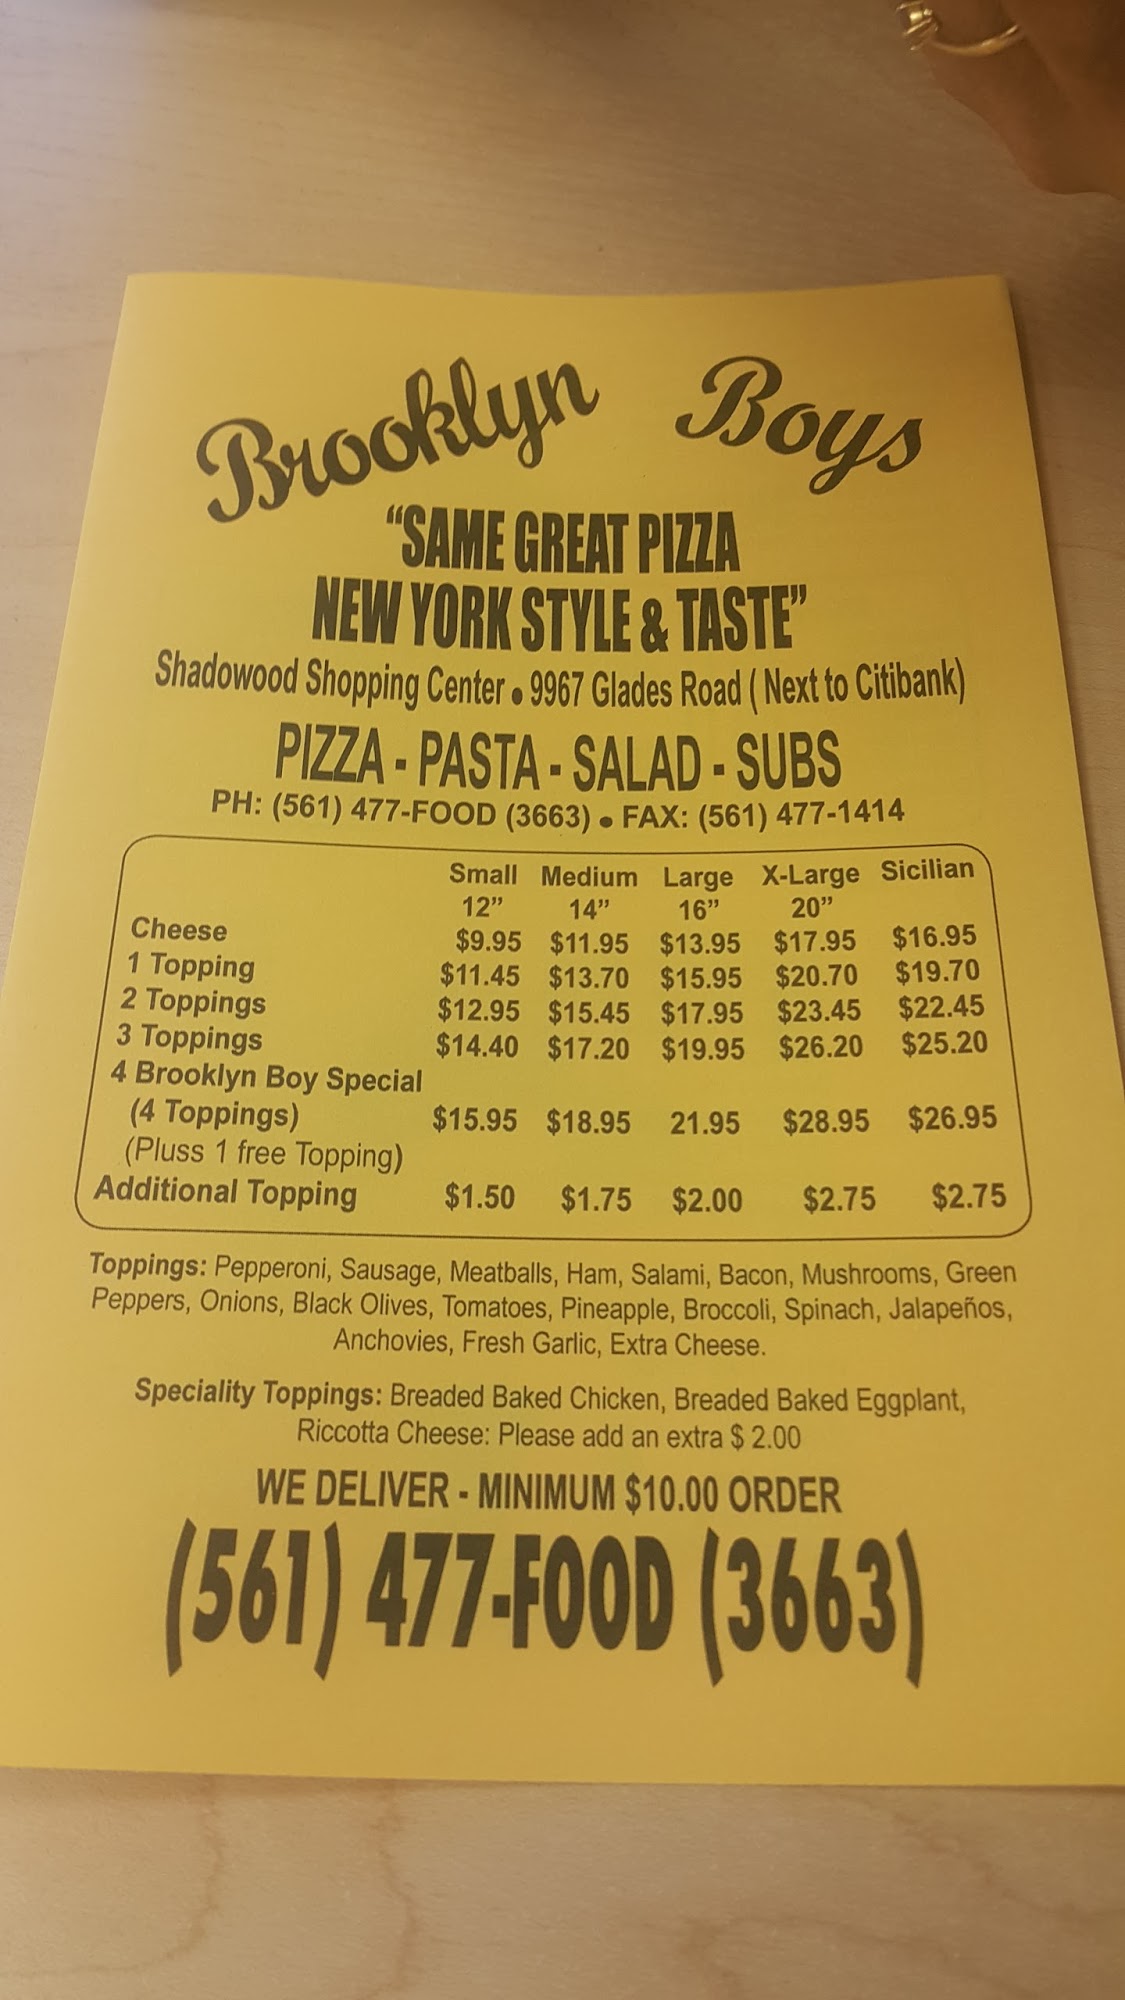 Brooklyn Boys
“SAME GREAT PIZZA
NEW YORK STYLE & TASTE”
Shadowood Shopping Center • 9967 Glades Road ( Next to Citibank)
PIZZA - PASTA - SALAD - SUBS
PH: (561) 477-FOOD (3663) • FAX: (561) 477-1414
Small Medium Large X-Large Sicilian
12” 14” 16” 20”
Cheese $9.95 $11.95 $13.95 $17.95 $16.95
1 Topping $11.45 $13.70 $15.95 $20.70 $19.70
2 Toppings $12.95 $15.45 $17.95 $23.45 $22.45
3 Toppings $14.40 $17.20 $19.95 $26.20 $25.20
4 Brooklyn Boy Special
(4 Toppings) $15.95 $18.95 21.95 $28.95 $26.95
(Pluss 1 free Topping)
Additional Topping $1.50 $1.75 $2.00 $2.75 $2.75
Toppings: Pepperoni, Sausage, Meatballs, Ham, Salami, Bacon, Mushrooms, Green
Peppers, Onions, Black Olives, Tomatoes, Pineapple, Broccoli, Spinach, Jalapeños,
Anchovies, Fresh Garlic, Extra Cheese.
Speciality Toppings: Breaded Baked Chicken, Breaded Baked Eggplant,
Riccotta Cheese: Please add an extra $ 2.00
WE DELIVER - MINIMUM $10.00 ORDER
(561) 477-FOOD (3663)